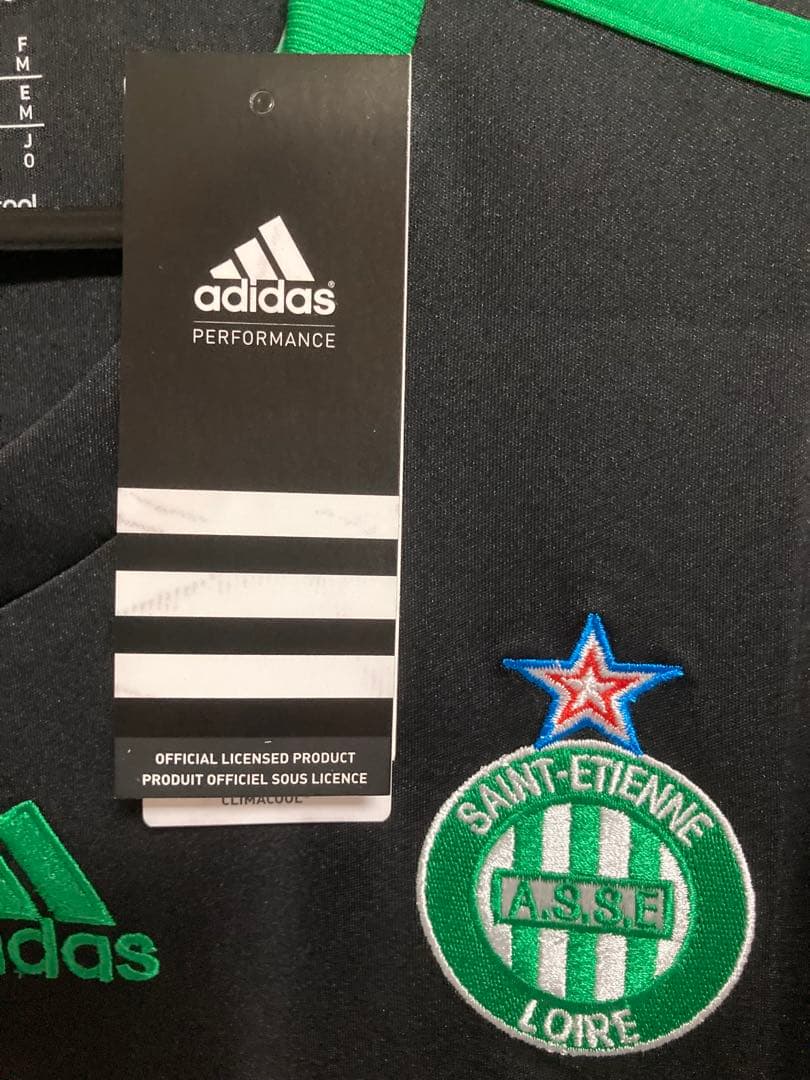 F
M
E
M
J
O
adidas®
PERFORMANCE
OFFICIAL LICENSED PRODUCT
PRODUIT OFFICIEL SOUS LICENCE
CLIMACOOL
SAINT-ETIENNE
A.S.S.E
LOIRE
adidas